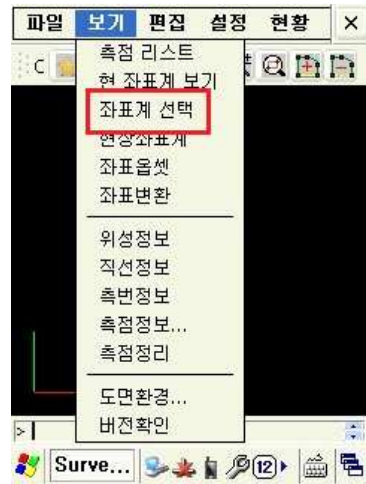 파일 보기 편집 설정 현황 ×
C
측점 리스트
현 좌표계 보기
좌표계 선택
현장좌표계
좌표옵셋
좌표변환
위성정보
직선정보
측번정보
측점정보...
측점정리
도면환경...
버전확인
>
Surve... 12